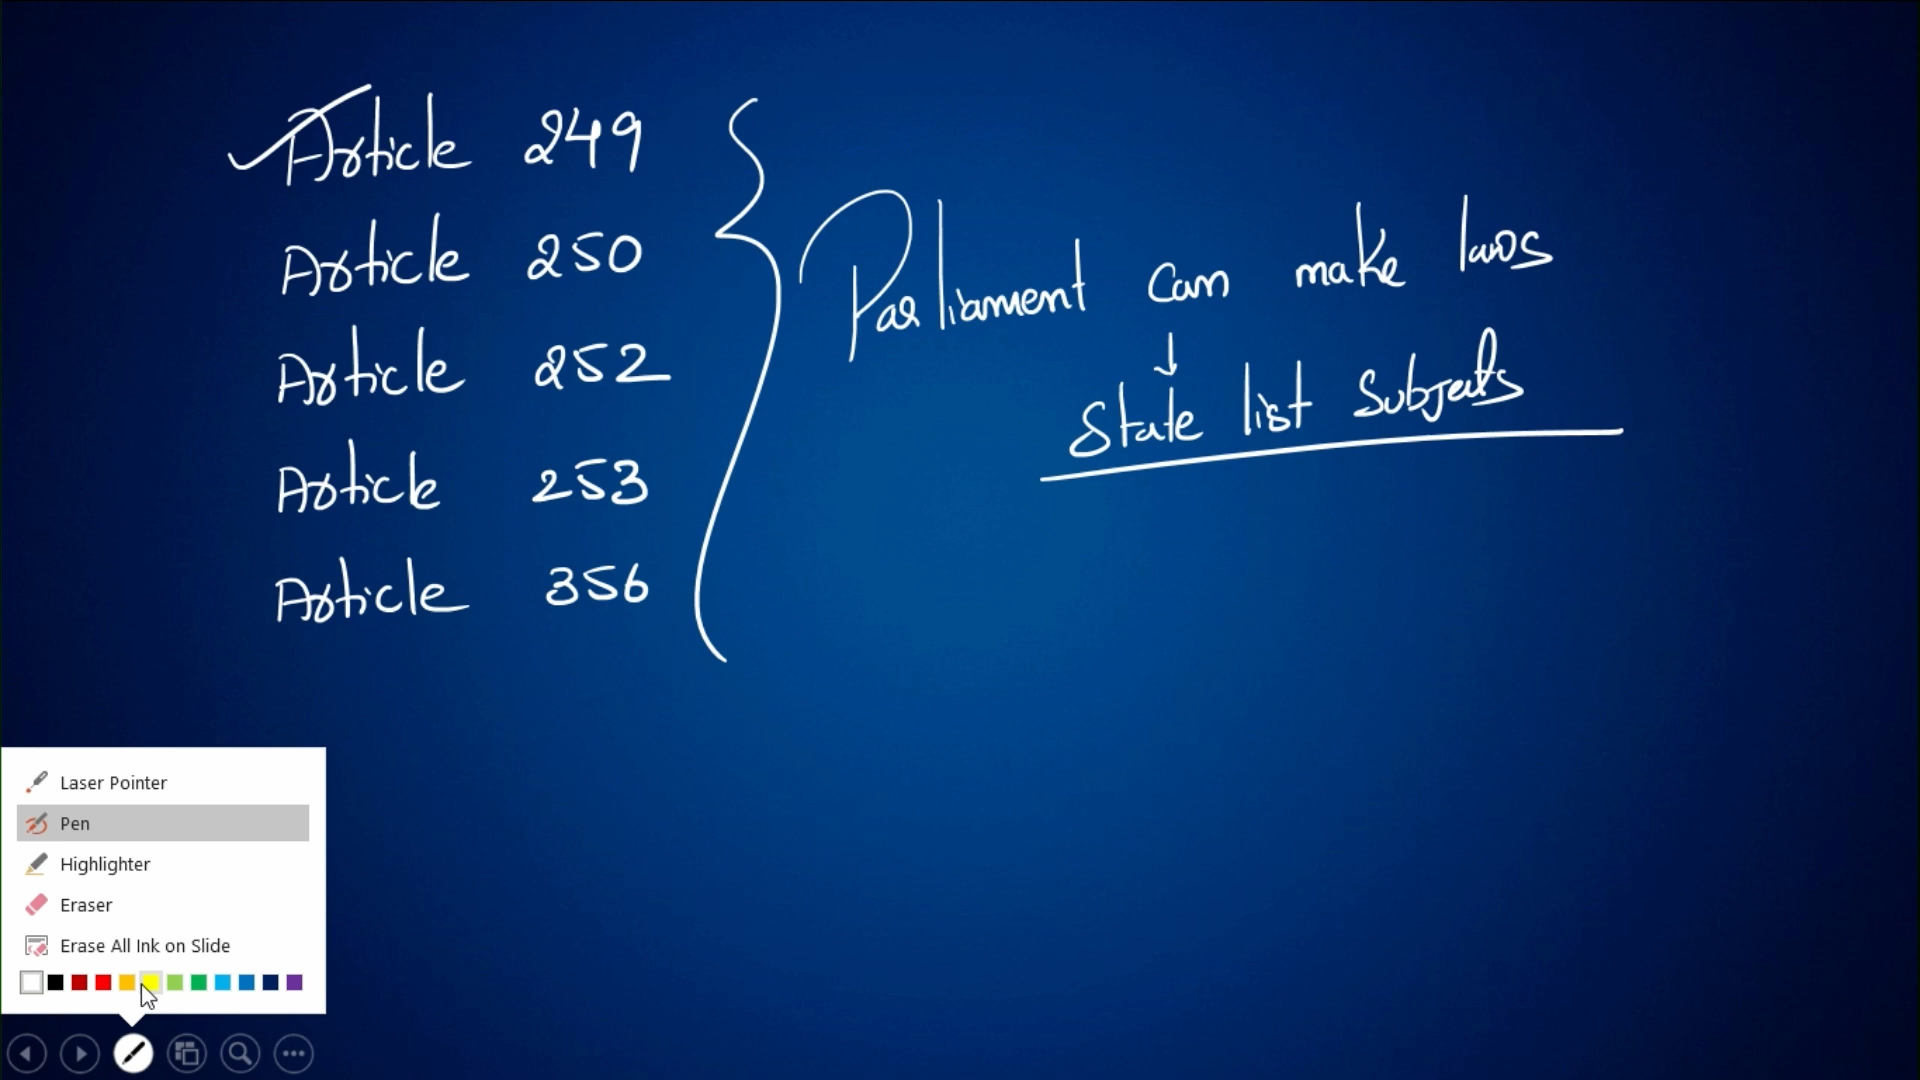 Article 249
Article 250
Article 252
Article 253
Article 356
Parliament can make laws
State list Subjects
Laser Pointer
Pen
Highlighter
Eraser
Erase All Ink on Slide